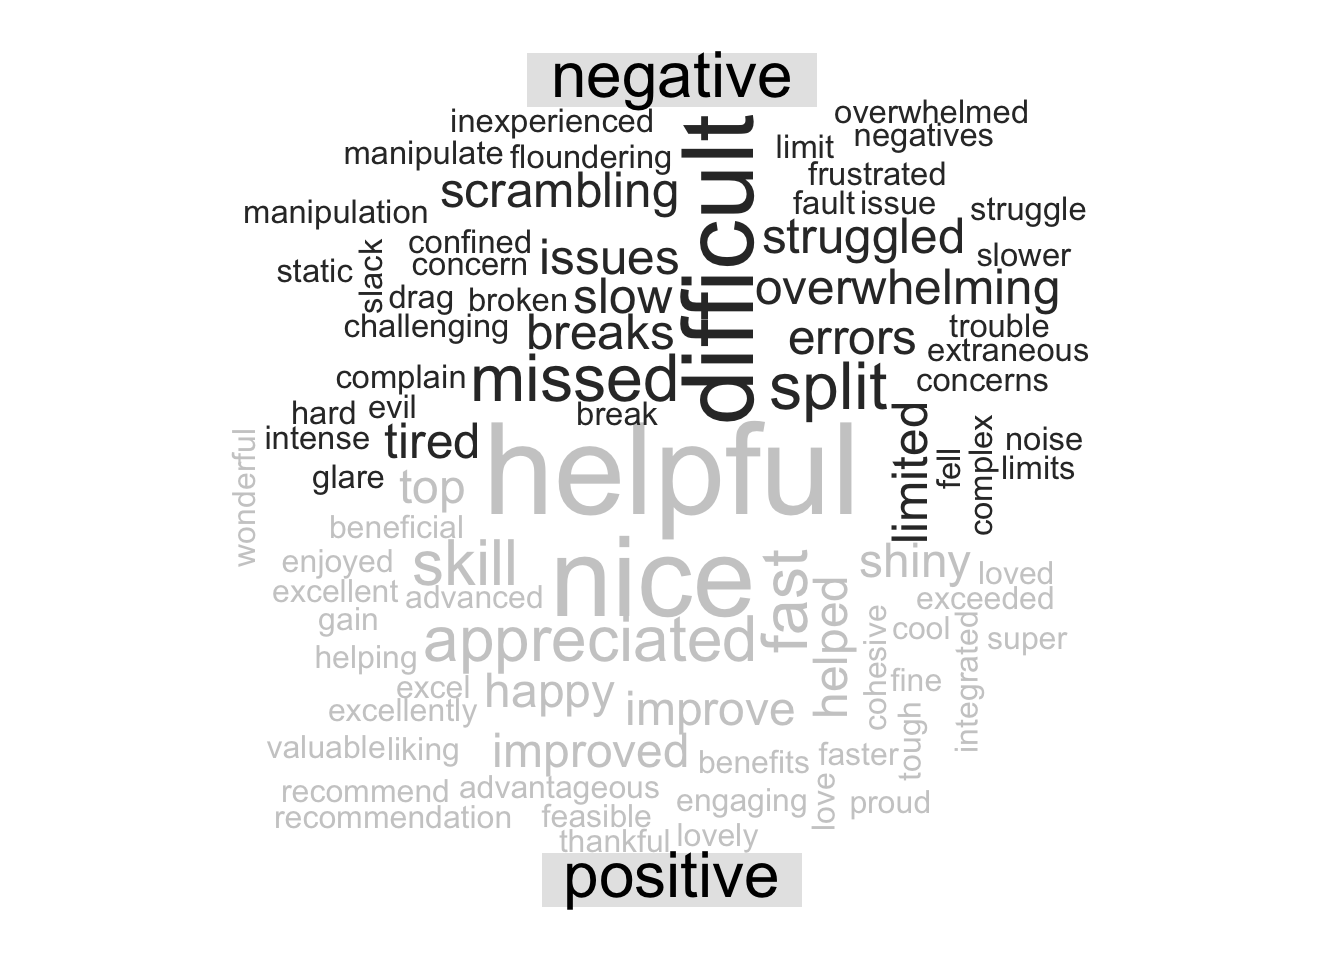 negative
inexperienced
overwhelmed
negatives
manipulate
floundering
difficult
limit
scrambling
frustrated
manipulation
fault
issue
struggle
confined
struggled
slower
static
slack
concern
issues
drag
broken
slow
overwhelming
challenging
breaks
errors
trouble
extraneous
complain
missed
split
concerns
hard
evil
break
intense
tired
limited
fell
complex
noise
limits
glare
wonderful
top
helpful
beneficial
enjoyed
skill
nice
fast
shiny
loved
excellent
advanced
helped
exceeded
gain
appreciated
cohesive
cool
integrated
super
helping
excel
happy
fine
excellently
improve
tough
valuable
liking
improved
benefits
faster
recommend
advantageous
engaging
love
proud
recommendation
feasible
thankful
lovely
positive